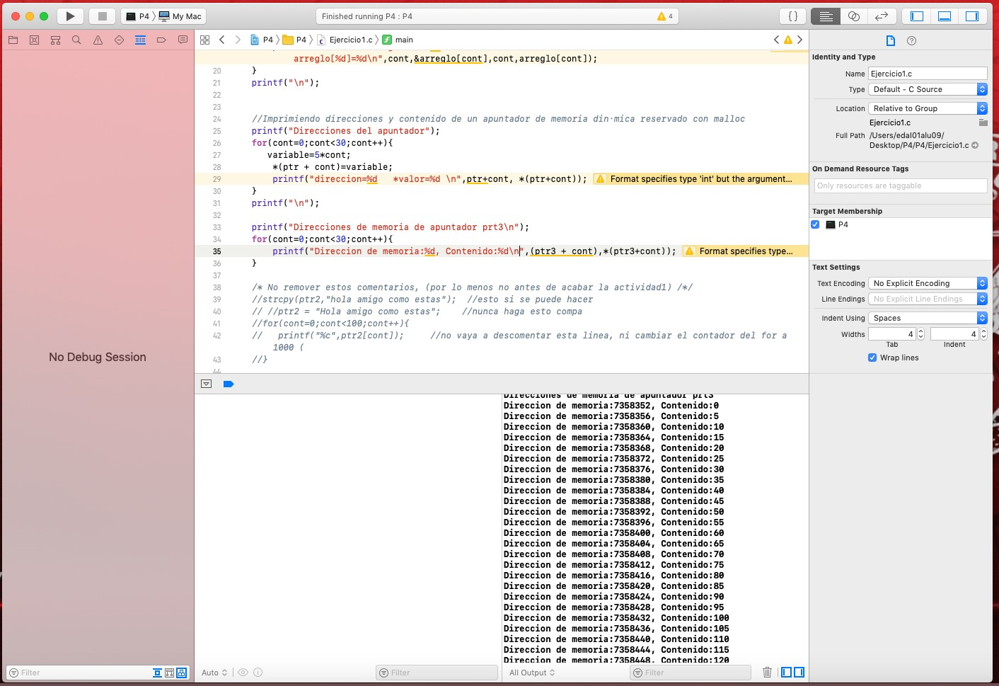 P4 〉 My Mac
Finished running P4 : P4
4
{ }
P4 〉 P4 〉 Ejercicio1.c 〉 main
arreglo[%d]=%d\n",cont,&arreglo[cont],cont,arreglo[cont]);
20 }
21 printf("\n");
22
23
24 //Imprimiendo direcciones y contenido de un apuntador de memoria din·mica reservado con malloc
25 printf("Direcciones del apuntador");
26 for(cont=0;cont<30;cont++){
27 variable=5*cont;
28 *(ptr + cont)=variable;
29 printf("direccion=%d   *valor=%d \n",ptr+cont, *(ptr+cont)); Format specifies type 'int' but the argument...
30 }
31 printf("\n");
32
33 printf("Direcciones de memoria de apuntador prt3\n");
34 for(cont=0;cont<30;cont++){
35 printf("Direccion de memoria:%d, Contenido:%d\n",(ptr3 + cont),*(ptr3+cont)); Format specifies type...
36 }
37
38 /* No remover estos comentarios, (por lo menos no antes de acabar la actividad1) /*/
39 //strcpy(ptr2,"hola amigo como estas");  //esto si se puede hacer
40 // //ptr2 = "Hola amigo como estas";    //nunca haga esto compa
41 //for(cont=0;cont<100;cont++){
42 //   printf("%c",ptr2[cont]);     //no vaya a descomentar esta linea, ni cambiar el contador del for a
1000 (
43 //}
44
No Debug Session
Direcciones de memoria de apuntador prt3
Direccion de memoria:7358352, Contenido:0
Direccion de memoria:7358356, Contenido:5
Direccion de memoria:7358360, Contenido:10
Direccion de memoria:7358364, Contenido:15
Direccion de memoria:7358368, Contenido:20
Direccion de memoria:7358372, Contenido:25
Direccion de memoria:7358376, Contenido:30
Direccion de memoria:7358380, Contenido:35
Direccion de memoria:7358384, Contenido:40
Direccion de memoria:7358388, Contenido:45
Direccion de memoria:7358392, Contenido:50
Direccion de memoria:7358396, Contenido:55
Direccion de memoria:7358400, Contenido:60
Direccion de memoria:7358404, Contenido:65
Direccion de memoria:7358408, Contenido:70
Direccion de memoria:7358412, Contenido:75
Direccion de memoria:7358416, Contenido:80
Direccion de memoria:7358420, Contenido:85
Direccion de memoria:7358424, Contenido:90
Direccion de memoria:7358428, Contenido:95
Direccion de memoria:7358432, Contenido:100
Direccion de memoria:7358436, Contenido:105
Direccion de memoria:7358440, Contenido:110
Direccion de memoria:7358444, Contenido:115
Direccion de memoria:7358448, Contenido:120
Filter
Auto
Filter
All Output
Filter
Identity and Type
Name Ejercicio1.c
Type Default - C Source
Location Relative to Group
Ejercicio1.c
Full Path /Users/edal01alu09/
Desktop/P4/P4/Ejercicio1.c
On Demand Resource Tags
Only resources are taggable
Target Membership
P4
Text Settings
Text Encoding No Explicit Encoding
Line Endings No Explicit Line Endings
Indent Using Spaces
Widths 4 4
Tab Indent
Wrap lines